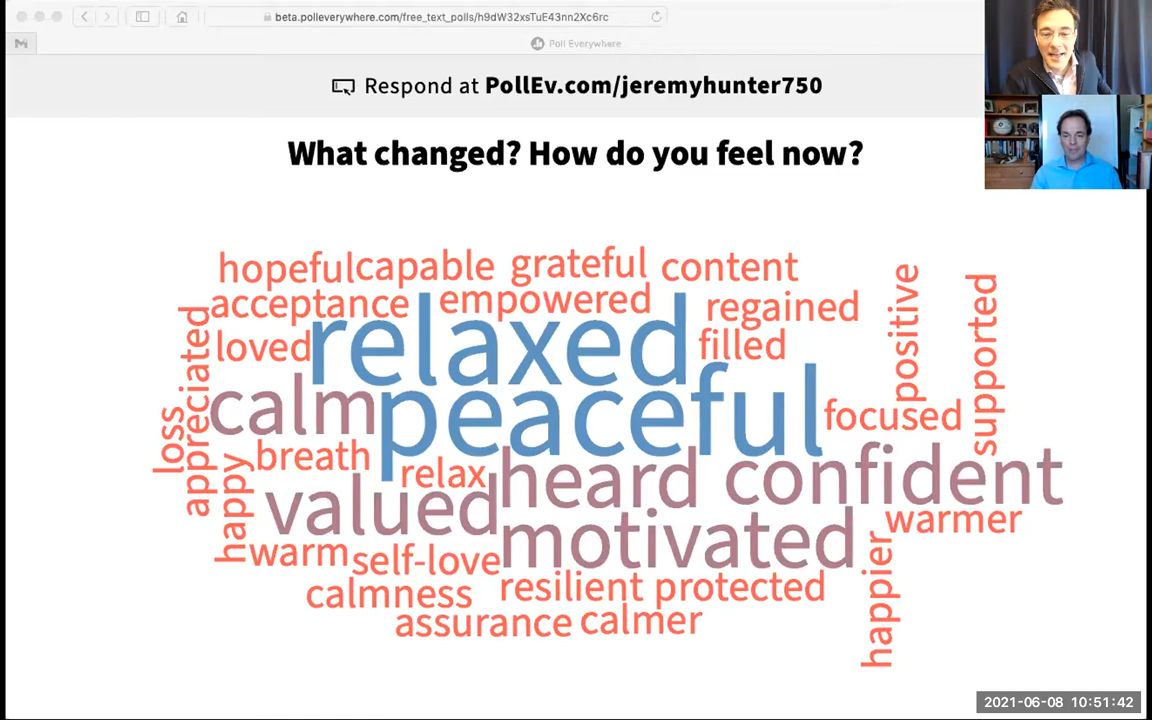 beta.polleverywhere.com/free_text_polls/h9dW32xsTuE43nn2Xc6rc
Poll Everywhere
Respond at PollEv.com/jeremyhunter750
What changed? How do you feel now?
hopeful
capable
grateful
content
acceptance
empowered
regained
positive
supported
loved
relaxed
filled
appreciated
calm
peaceful
focused
loss
breath
relax
heard
confident
happy
valued
motivated
warmer
warm
self-love
happier
calmness
resilient
protected
assurance
calmer
2021-06-08 10:51:42